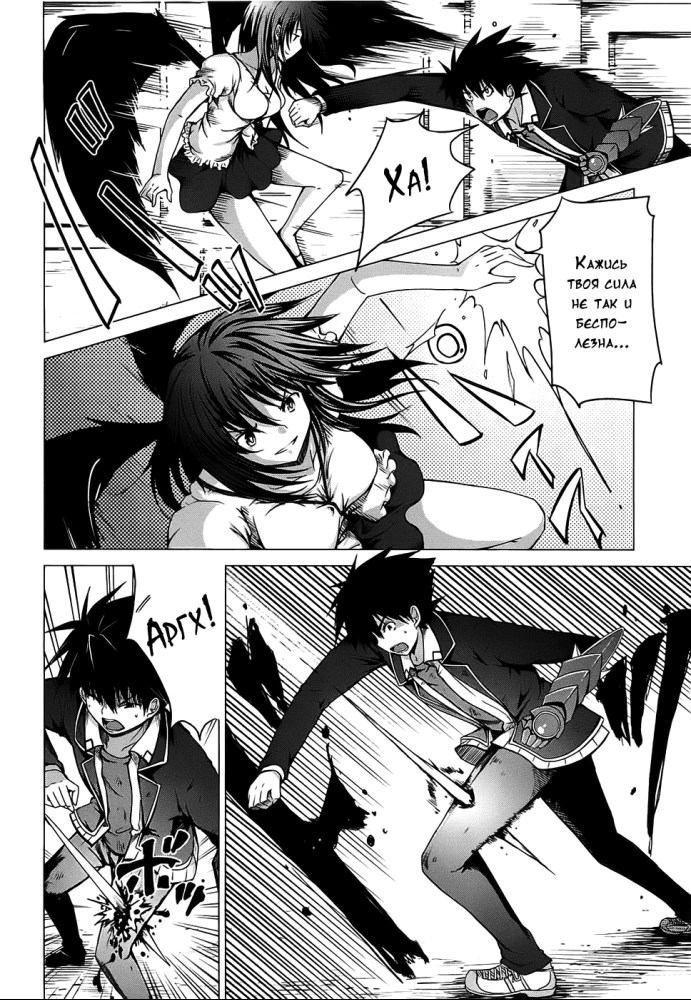 Ха!
Кажись
твоя сила
не так и
беспо-
лезна...
Аргх!